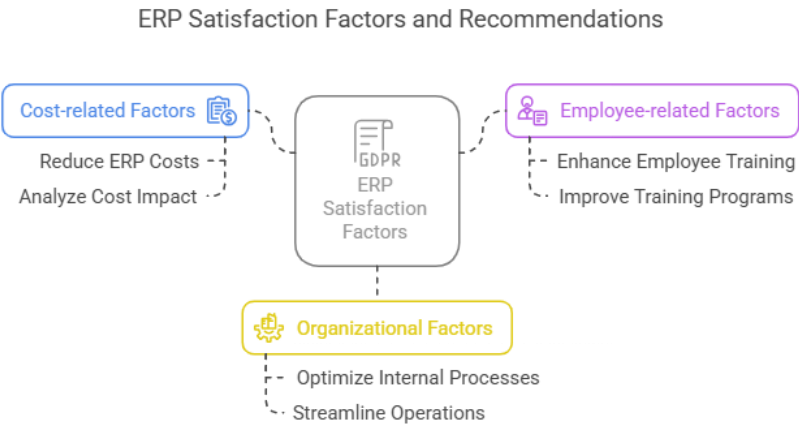 ERP Satisfaction Factors and Recommendations
Cost-related Factors
Reduce ERP Costs
Analyze Cost Impact
GDPR
ERP
Satisfaction
Factors
Employee-related Factors
Enhance Employee Training
Improve Training Programs
Organizational Factors
Optimize Internal Processes
Streamline Operations